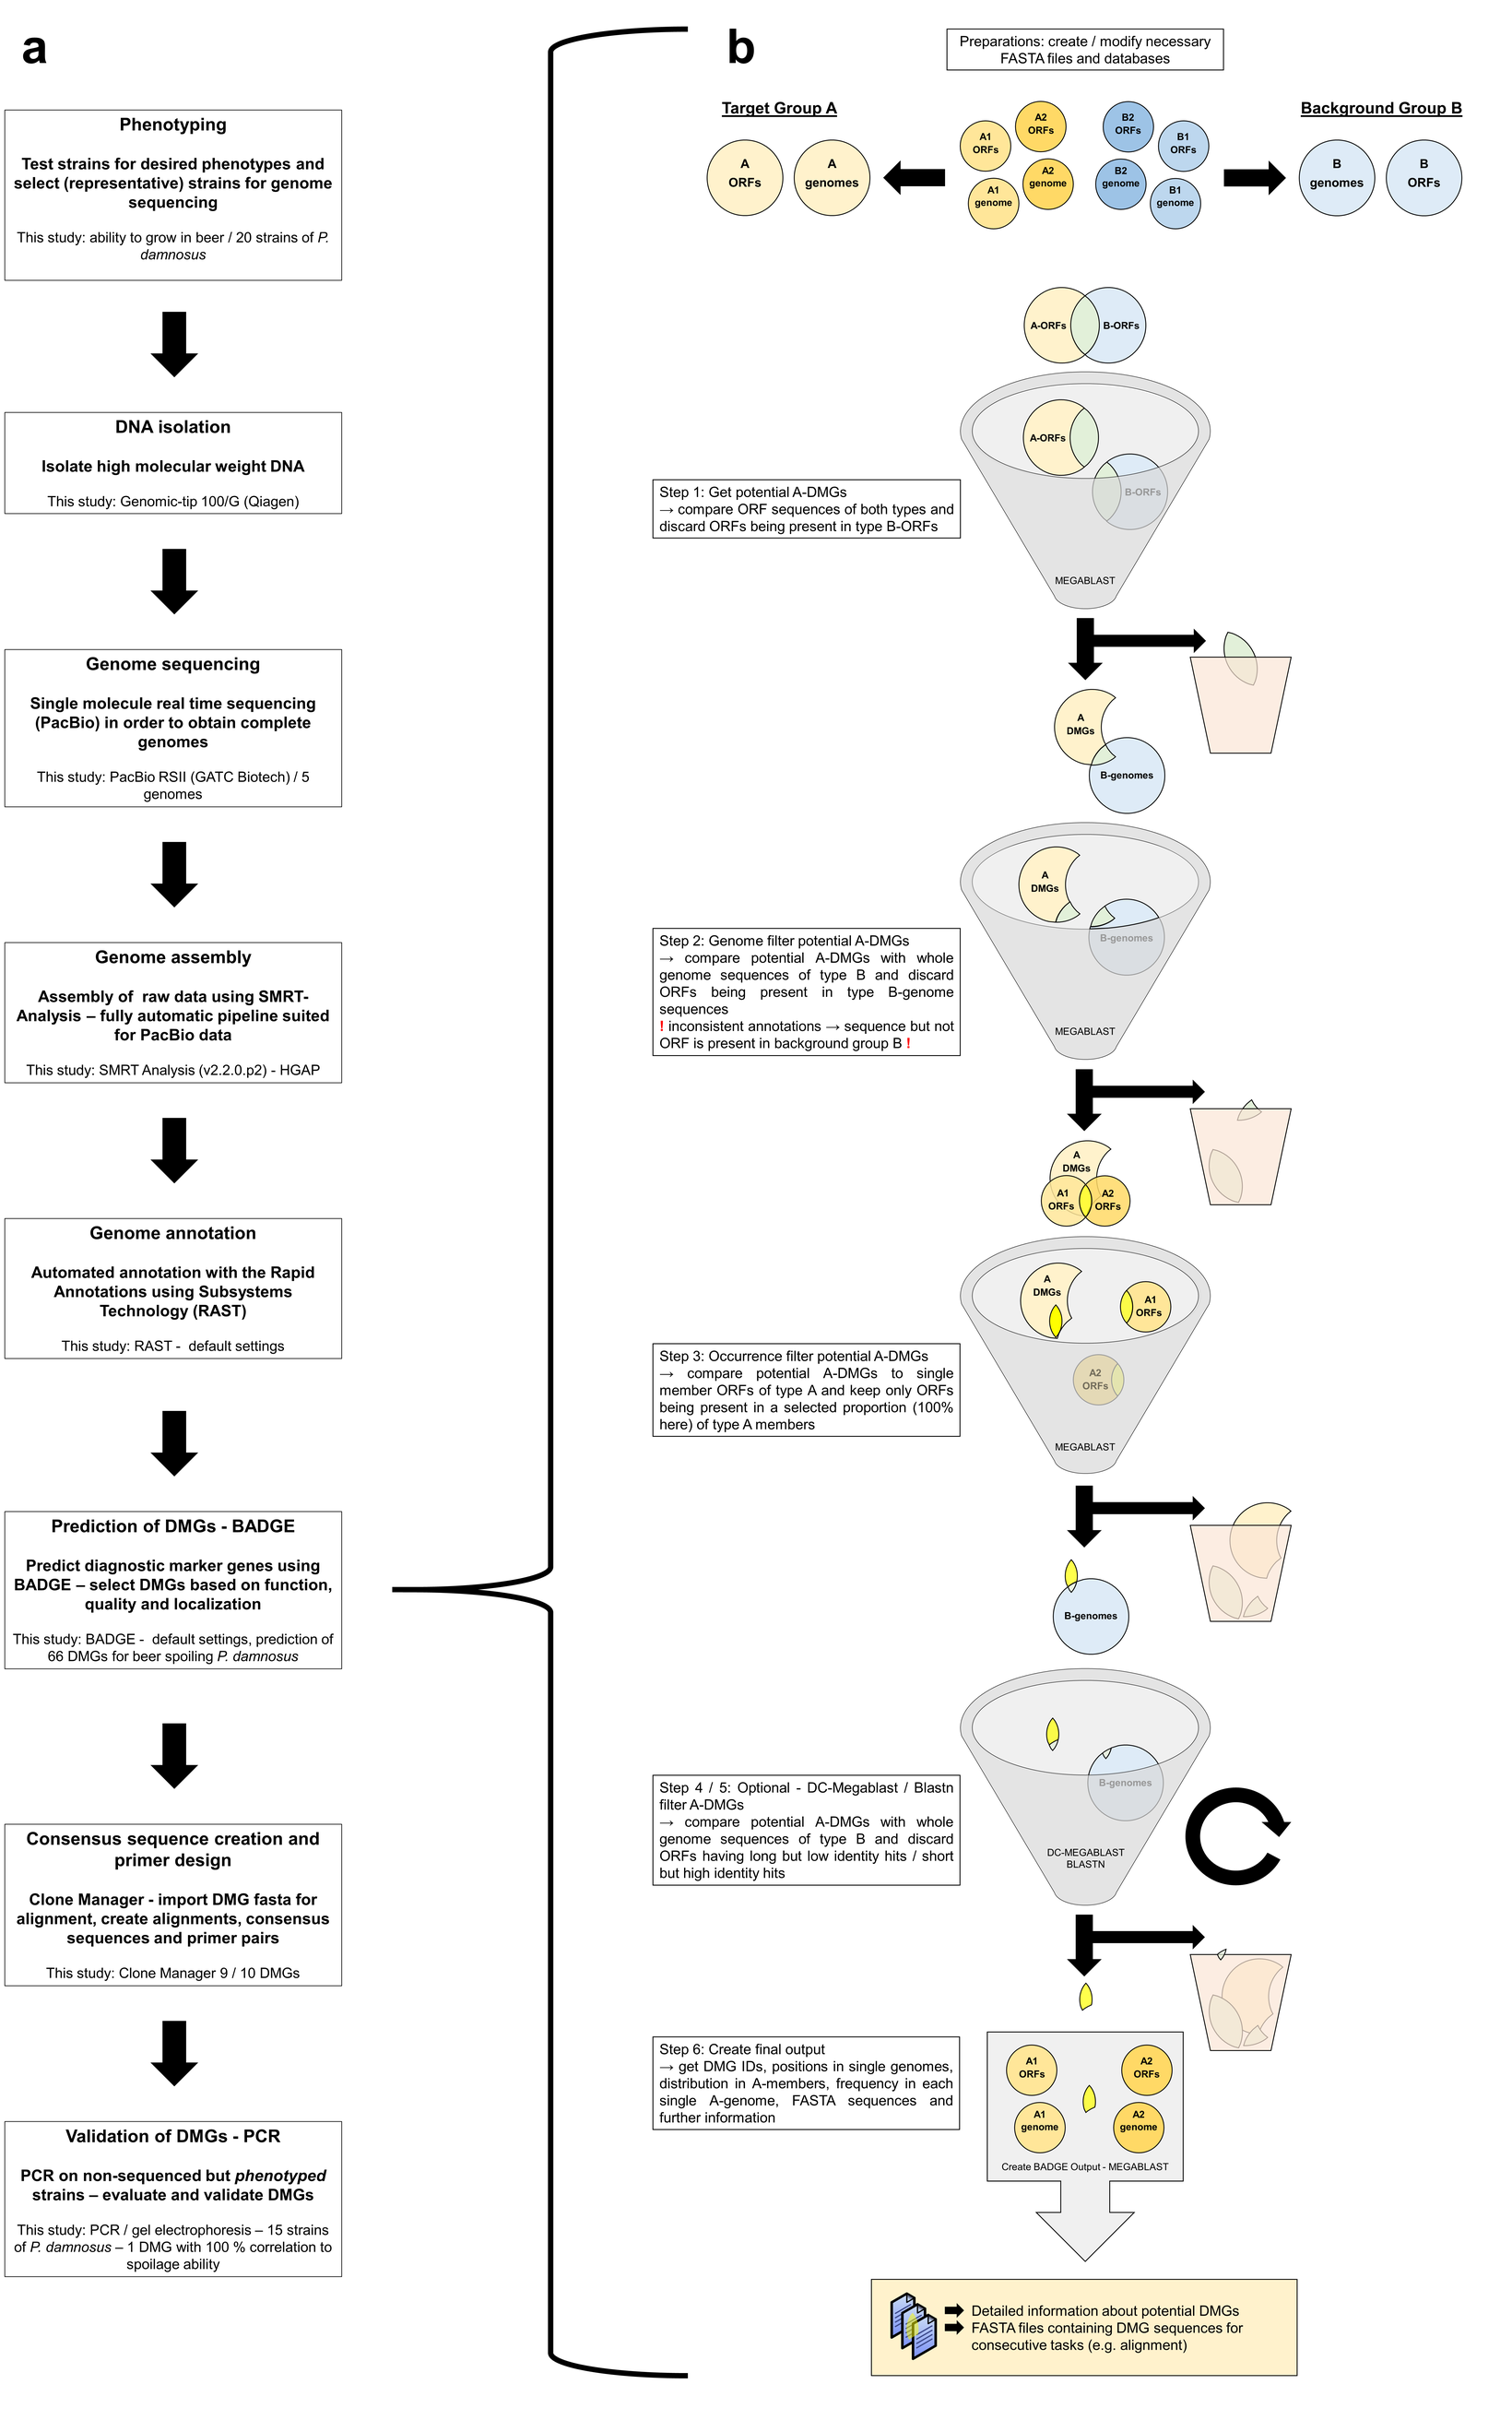 a
Phenotyping
Test strains for desired phenotypes and
select (representative) strains for genome
sequencing
This study: ability to grow in beer / 20 strains of P.
damnosus
DNA isolation
Isolate high molecular weight DNA
This study: Genomic-tip 100/G (Qiagen)
Genome sequencing
Single molecule real time sequencing
(PacBio) in order to obtain complete
genomes
This study: PacBio RSII (GATC Biotech) / 5
genomes
Genome assembly
Assembly of raw data using SMRT-
Analysis – fully automatic pipeline suited
for PacBio data
This study: SMRT Analysis (v2.2.0.p2) - HGAP
Genome annotation
Automated annotation with the Rapid
Annotations using Subsystems
Technology (RAST)
This study: RAST - default settings
Prediction of DMGs - BADGE
Predict diagnostic marker genes using
BADGE – select DMGs based on function,
quality and localization
This study: BADGE - default settings, prediction of
66 DMGs for beer spoiling P. damnosus
Consensus sequence creation and
primer design
Clone Manager - import DMG fasta for
alignment, create alignments, consensus
sequences and primer pairs
This study: Clone Manager 9 / 10 DMGs
Validation of DMGs - PCR
PCR on non-sequenced but phenotyped
strains – evaluate and validate DMGs
This study: PCR / gel electrophoresis – 15 strains
of P. damnosus – 1 DMG with 100 % correlation to
spoilage ability
b
Preparations: create / modify necessary
FASTA files and databases
Target Group A
A
ORFs
A
genomes
A1
ORFs
A2
ORFs
A1
genome
A2
genome
B2
ORFs
B1
ORFs
B2
genome
B1
genome
Background Group B
B
genomes
B
ORFs
A-ORFs
B-ORFs
A-ORFs
B-ORFs
MEGABLAST
Step 1: Get potential A-DMGs
→ compare ORF sequences of both types and
discard ORFs being present in type B-ORFs
A
DMGs
B-genomes
A
DMGs
B-genomes
MEGABLAST
Step 2: Genome filter potential A-DMGs
→ compare potential A-DMGs with whole
genome sequences of type B and discard
ORFs being present in type B-genome
sequences
! inconsistent annotations → sequence but not
ORF is present in background group B !
A
DMGs
A1
ORFs
A2
ORFs
A
DMGs
A1
ORFs
A2
ORFs
MEGABLAST
Step 3: Occurrence filter potential A-DMGs
→ compare potential A-DMGs to single
member ORFs of type A and keep only ORFs
being present in a selected proportion (100%
here) of type A members
B-genomes
B-genomes
DC-MEGABLAST
BLASTN
Step 4 / 5: Optional - DC-Megablast / Blastn
filter A-DMGs
→ compare potential A-DMGs with whole
genome sequences of type B and discard
ORFs having long but low identity hits / short
but high identity hits
Step 6: Create final output
→ get DMG IDs, positions in single genomes,
distribution in A-members, frequency in each
single A-genome, FASTA sequences and
further information
A1
ORFs
A2
ORFs
A1
genome
A2
genome
Create BADGE Output - MEGABLAST
Detailed information about potential DMGs
FASTA files containing DMG sequences for
consecutive tasks (e.g. alignment)